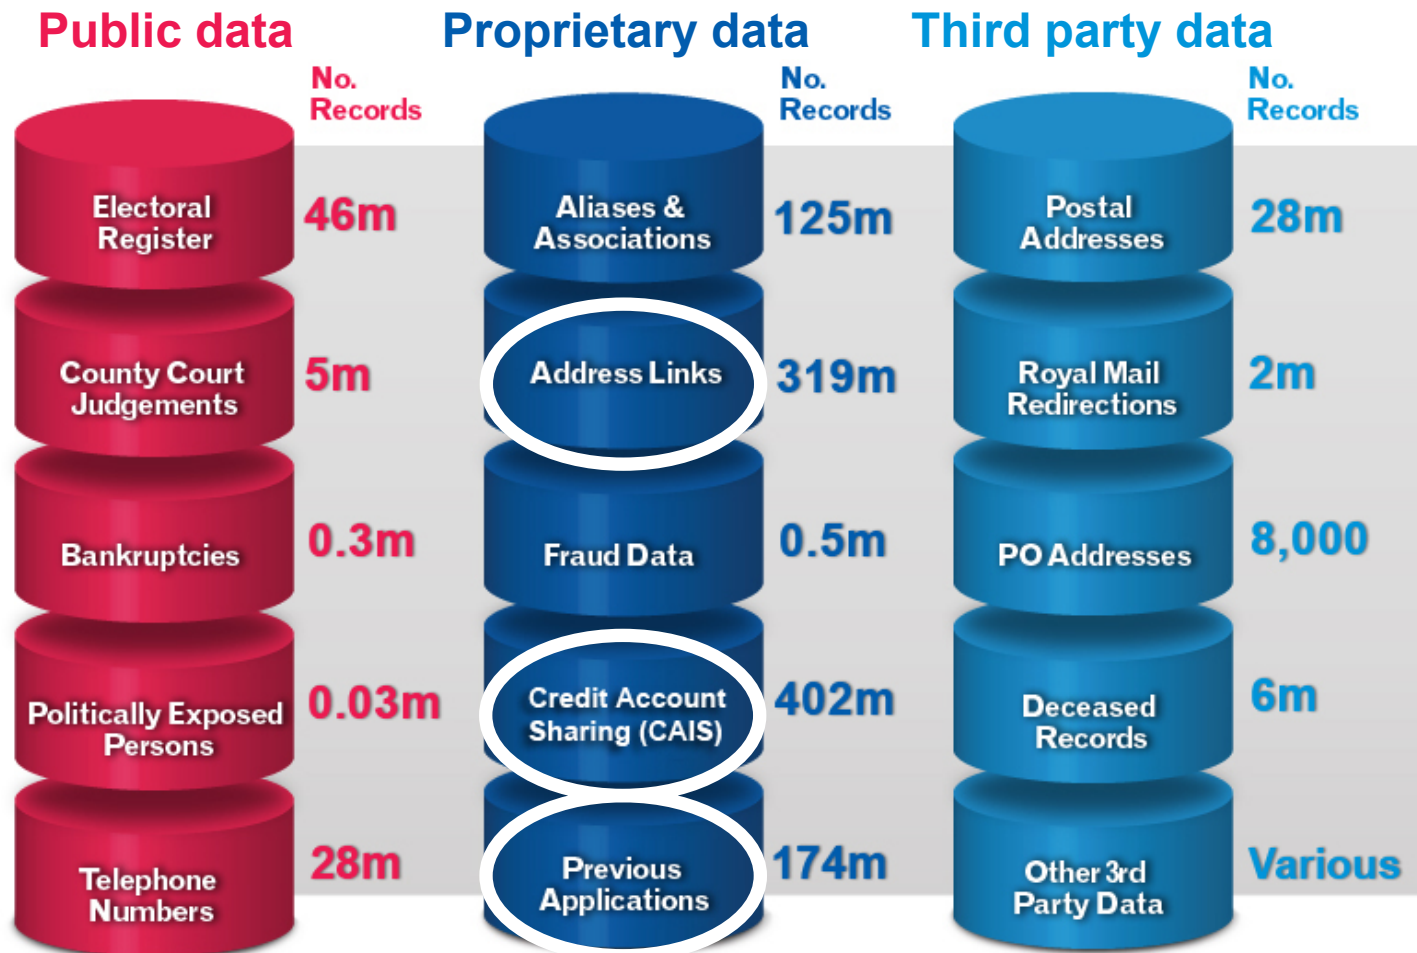 Public data
No.
Records
Electoral
Register
46m
County Court
Judgements
5m
Bankruptcies
0.3m
Politically Exposed
Persons
0.03m
Telephone
Numbers
28m
Proprietary data
No.
Records
Aliases &
Associations
125m
Address Links
319m
Fraud Data
0.5m
Credit Account
Sharing (CAIS)
402m
Previous
Applications
174m
Third party data
No.
Records
Postal
Addresses
28m
Royal Mail
Redirections
2m
PO Addresses
8,000
Deceased
Records
6m
Other 3rd
Party Data
Various